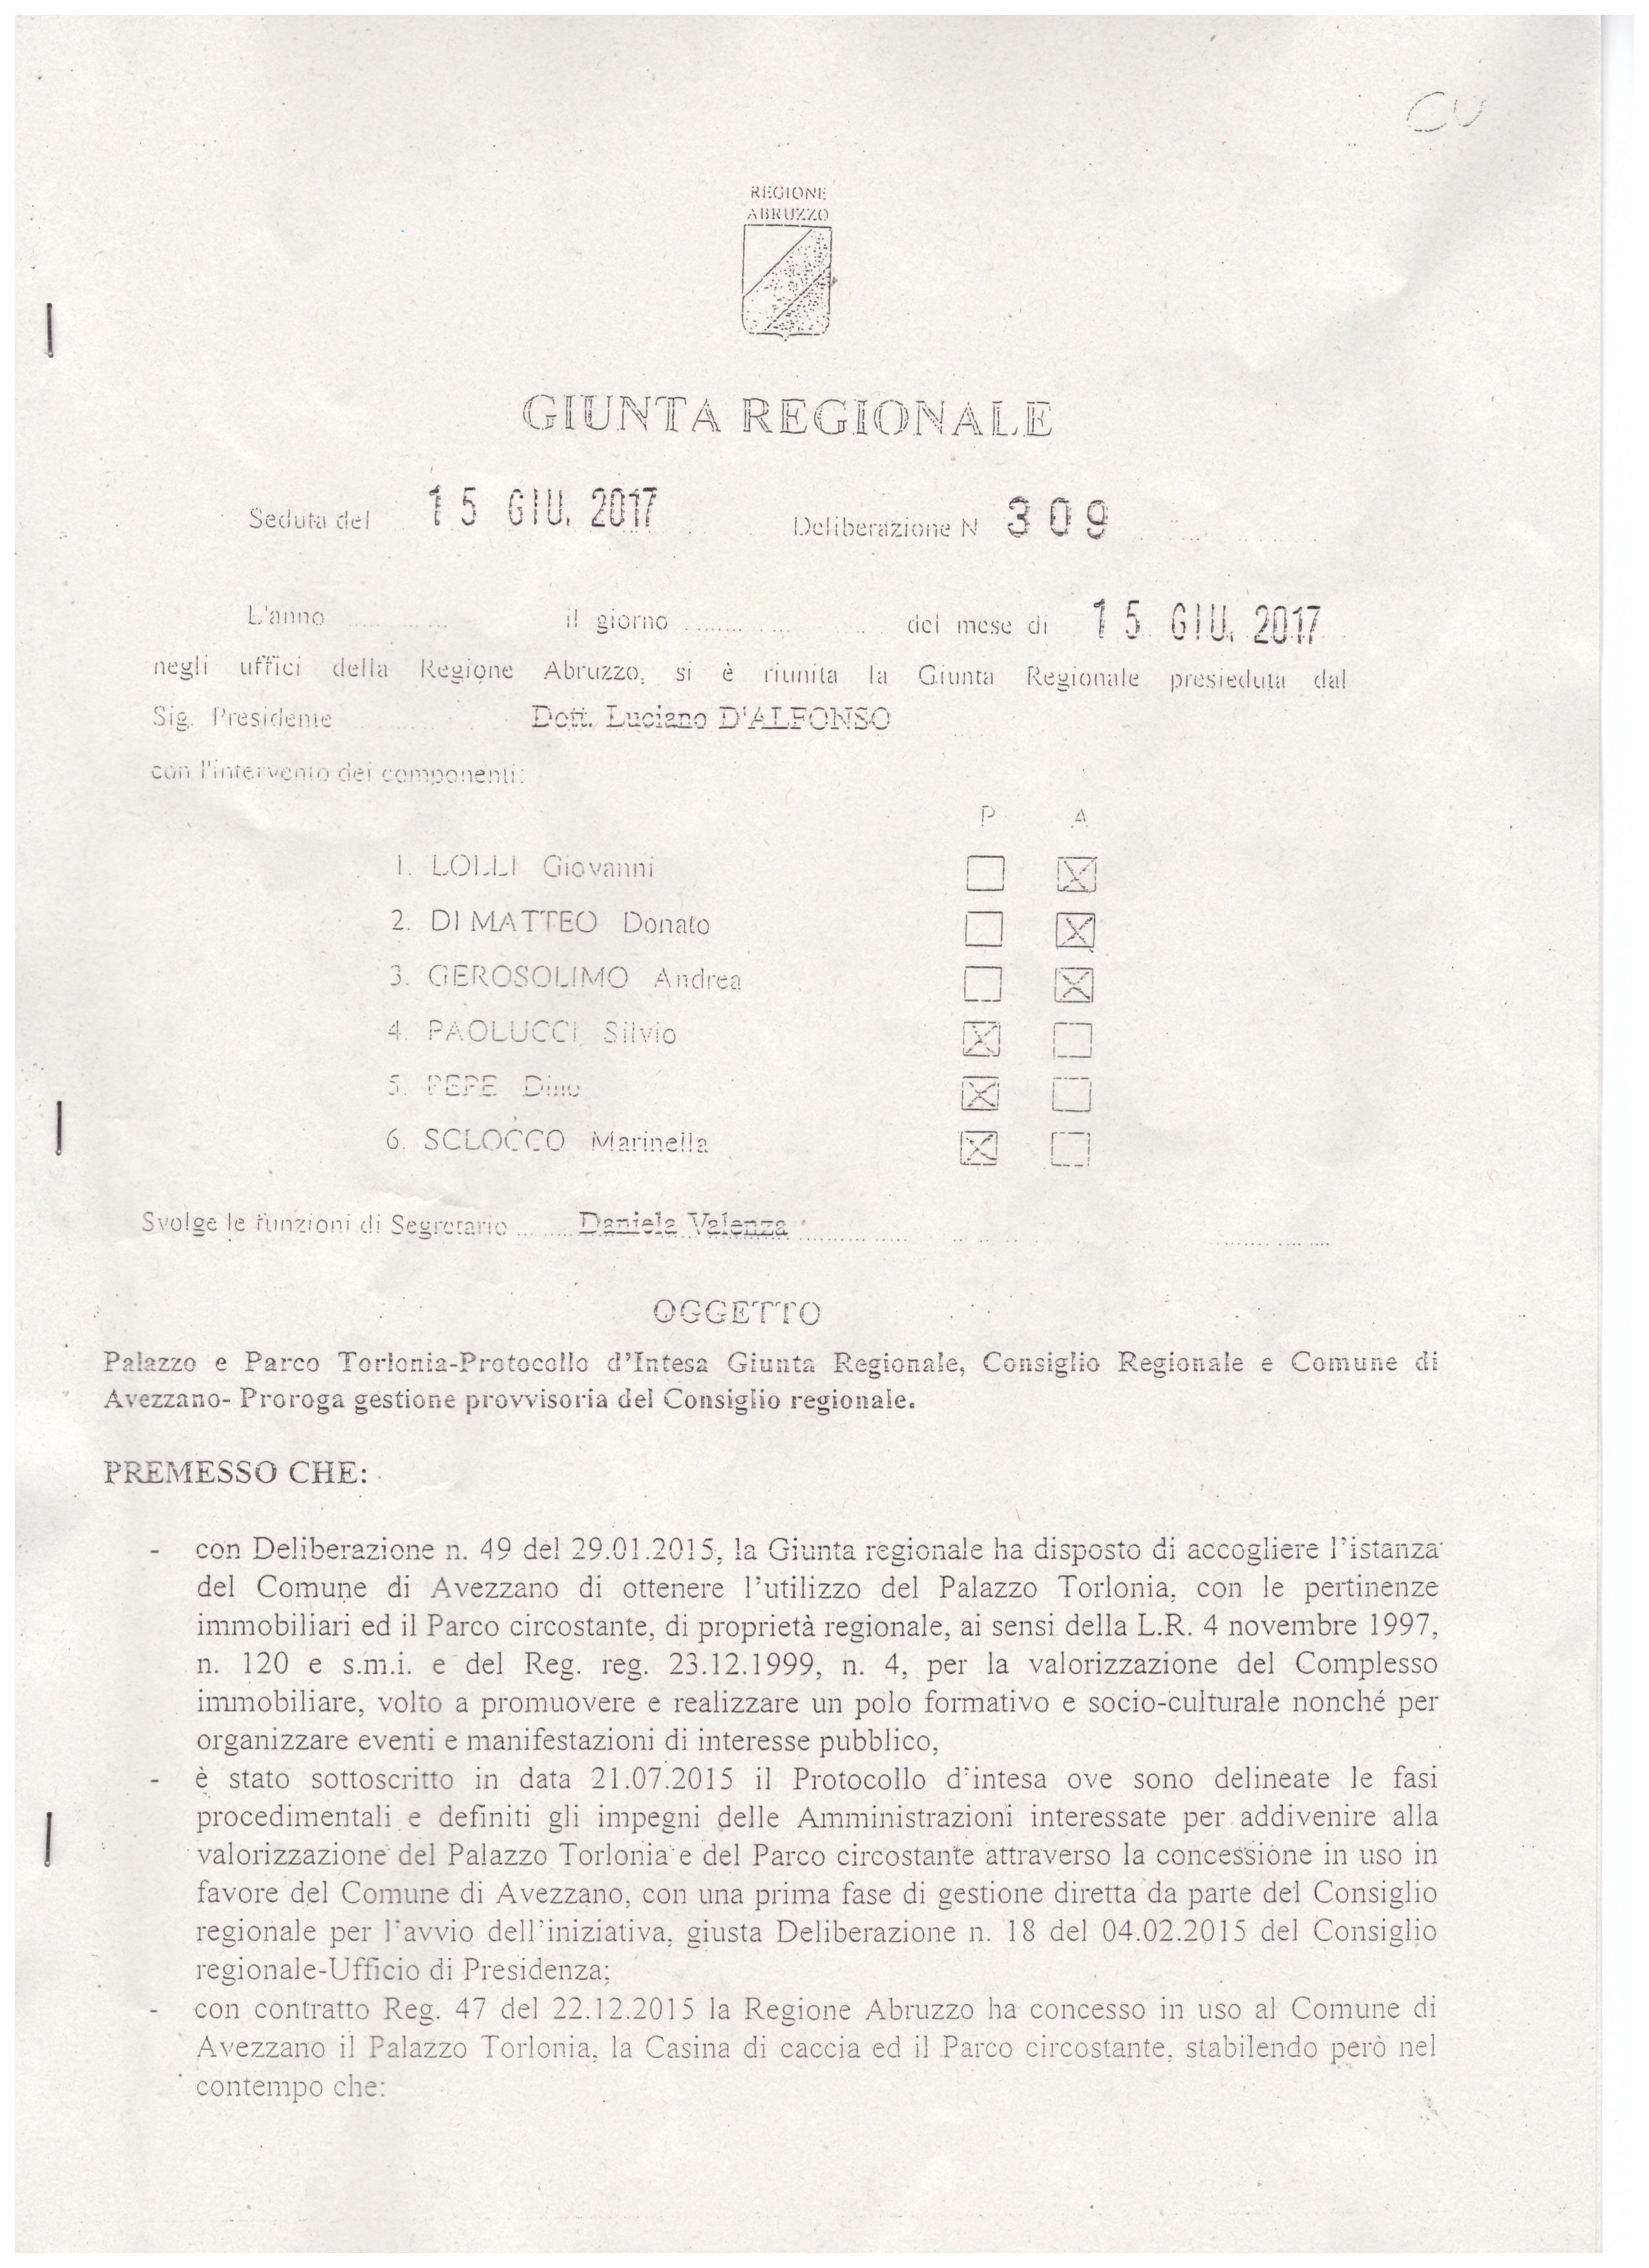 CU
REGIONE
ABRUZZO
GIUNTA REGIONALE
Seduta del 15 GIU. 2017 Deliberazione N 309
L'anno il giorno del mese di 15 GIU. 2017
negli uffici della Regione Abruzzo, si è riunita la Giunta Regionale presieduta dal
Sig. Presidente Dott. Luciano D'ALFONSO
con l'intervento dei componenti:
P A
1. LOLLI Giovanni
2. DI MATTEO Donato
3. GEROSOLIMO Andrea
4. PAOLUCCI Silvio
5. PEPE Dino
6. SCLOCCO Marinella
Svolge le funzioni di Segretario Daniela Valenza
OGGETTO
Palazzo e Parco Torlonia-Protocollo d'Intesa Giunta Regionale, Consiglio Regionale e Comune di
Avezzano- Proroga gestione provvisoria del Consiglio regionale.
PREMESSO CHE:
- con Deliberazione n. 49 del 29.01.2015, la Giunta regionale ha disposto di accogliere l'istanza
del Comune di Avezzano di ottenere l'utilizzo del Palazzo Torlonia, con le pertinenze
immobiliari ed il Parco circostante, di proprietà regionale, ai sensi della L.R. 4 novembre 1997,
n. 120 e s.m.i. e del Reg. reg. 23.12.1999, n. 4, per la valorizzazione del Complesso
immobiliare, volto a promuovere e realizzare un polo formativo e socio-culturale nonché per
organizzare eventi e manifestazioni di interesse pubblico,
- è stato sottoscritto in data 21.07.2015 il Protocollo d'intesa ove sono delineate le fasi
procedimentali e definiti gli impegni delle Amministrazioni interessate per addivenire alla
valorizzazione del Palazzo Torlonia e del Parco circostante attraverso la concessione in uso in
favore del Comune di Avezzano, con una prima fase di gestione diretta da parte del Consiglio
regionale per l'avvio dell'iniziativa, giusta Deliberazione n. 18 del 04.02.2015 del Consiglio
regionale-Ufficio di Presidenza;
- con contratto Reg. 47 del 22.12.2015 la Regione Abruzzo ha concesso in uso al Comune di
Avezzano il Palazzo Torlonia, la Casina di caccia ed il Parco circostante, stabilendo però nel
contempo che: